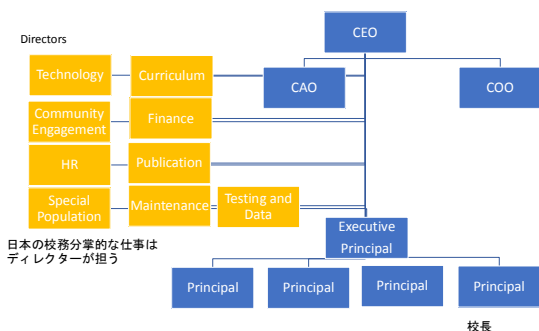 Directors
CEO
Technology
Curriculum
CAO
COO
Community
Engagement
Finance
HR
Publication
Special
Population
Maintenance
Testing and
Data
Executive
Principal
日本の校務分掌的な仕事は
ディレクターが担う
Principal
Principal
Principal
Principal
校長